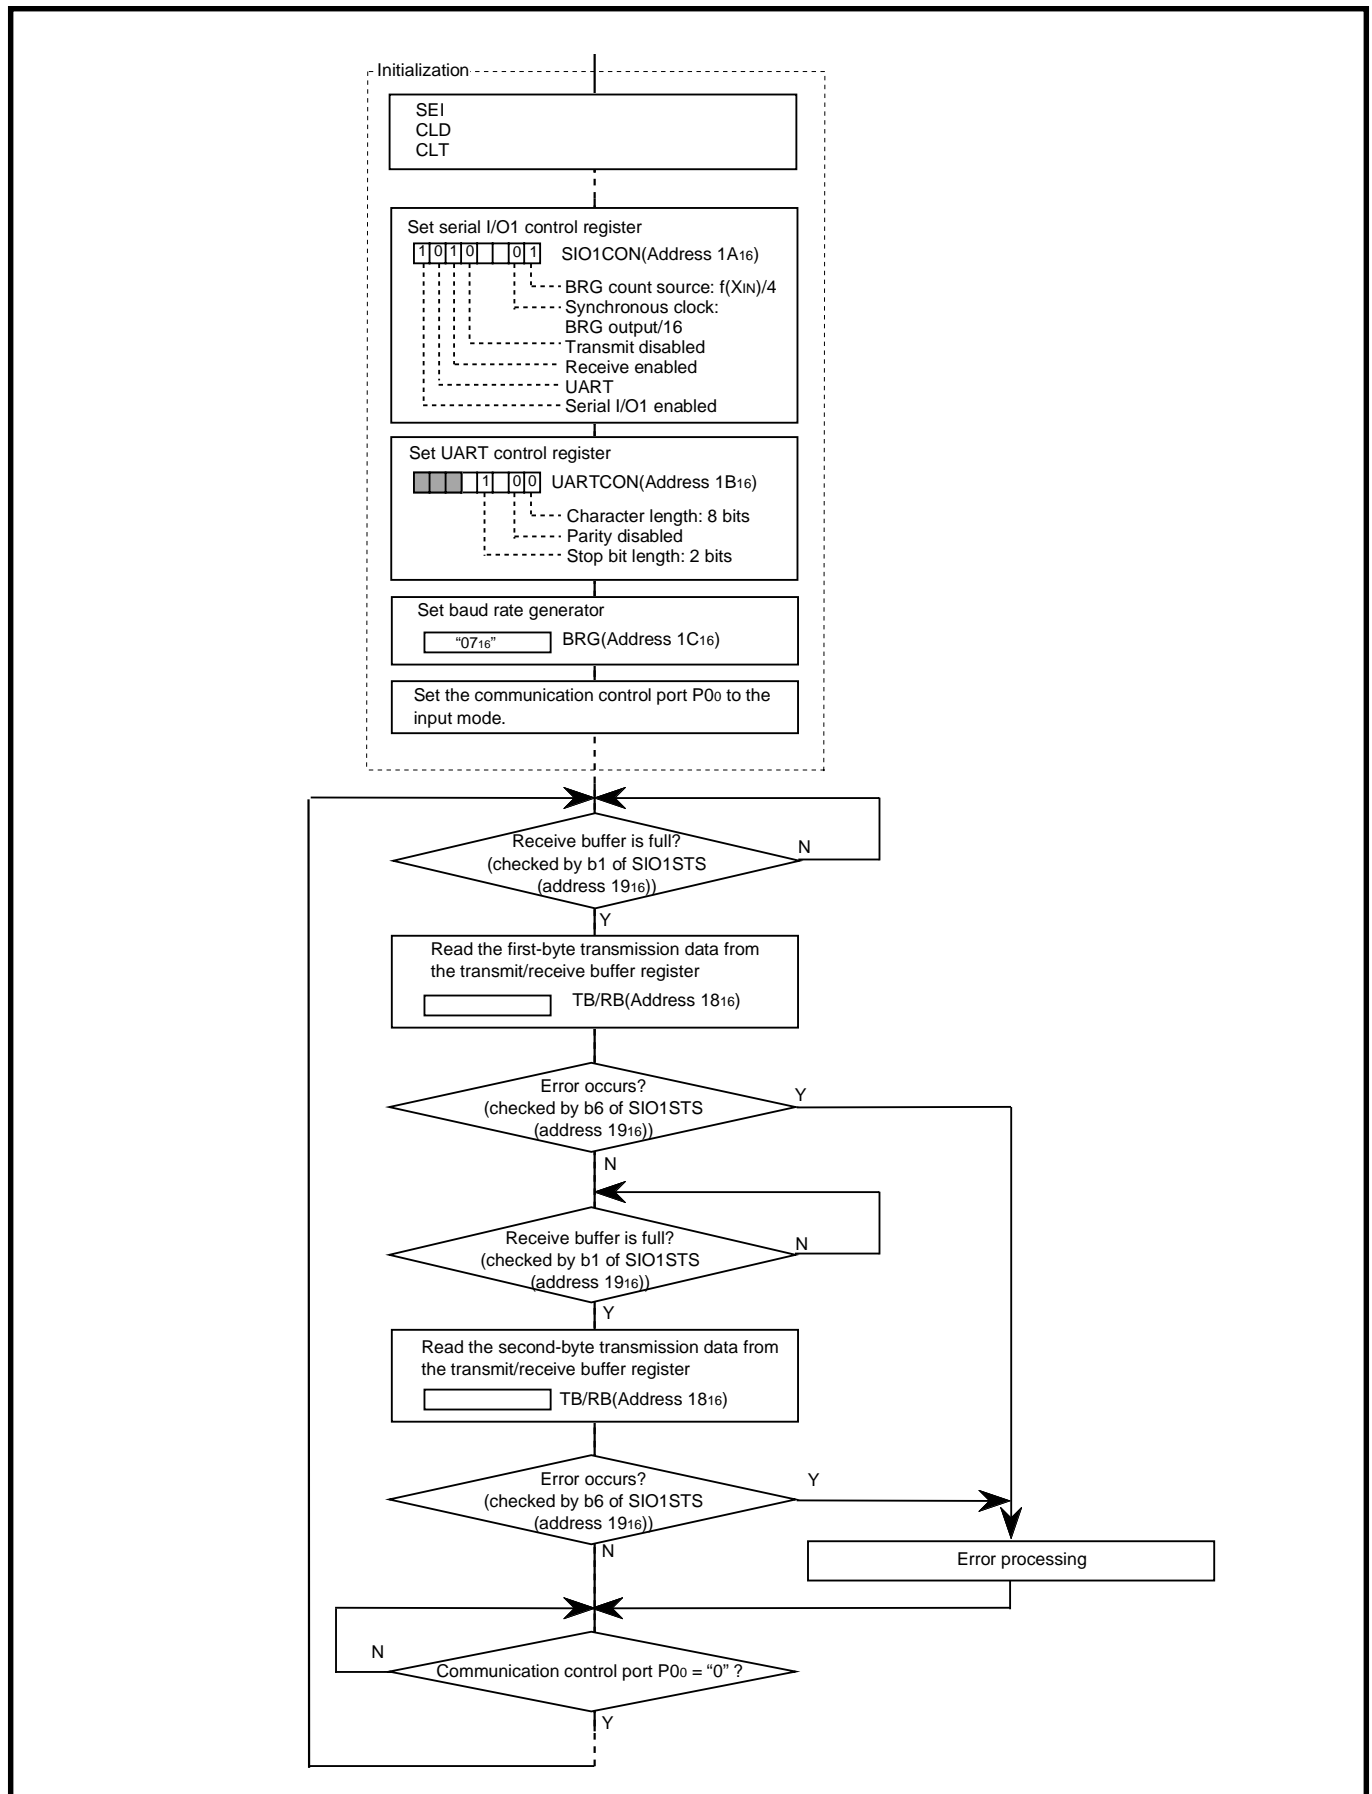 Initialization
SEI
CLD
CLT
Set serial I/O1 control register
1 0 1 0 0 1 SIO1CON(Address 1A16)
BRG count source: f(XIN)/4
Synchronous clock:
BRG output/16
Transmit disabled
Receive enabled
UART
Serial I/O1 enabled
Set UART control register
1 0 0 UARTCON(Address 1B16)
Character length: 8 bits
Parity disabled
Stop bit length: 2 bits
Set baud rate generator
“0716” BRG(Address 1C16)
Set the communication control port P00 to the
input mode.
Receive buffer is full?
N
(checked by b1 of SIO1STS
(address 1916))
Y
Read the first-byte transmission data from
the transmit/receive buffer register
TB/RB(Address 1816)
Error occurs?
Y
(checked by b6 of SIO1STS
(address 1916))
N
Receive buffer is full?
N
(checked by b1 of SIO1STS
(address 1916))
Y
Read the second-byte transmission data from
the transmit/receive buffer register
TB/RB(Address 1816)
Error occurs?
Y
(checked by b6 of SIO1STS
(address 1916))
N
Error processing
N
Communication control port P00 = “0” ?
Y